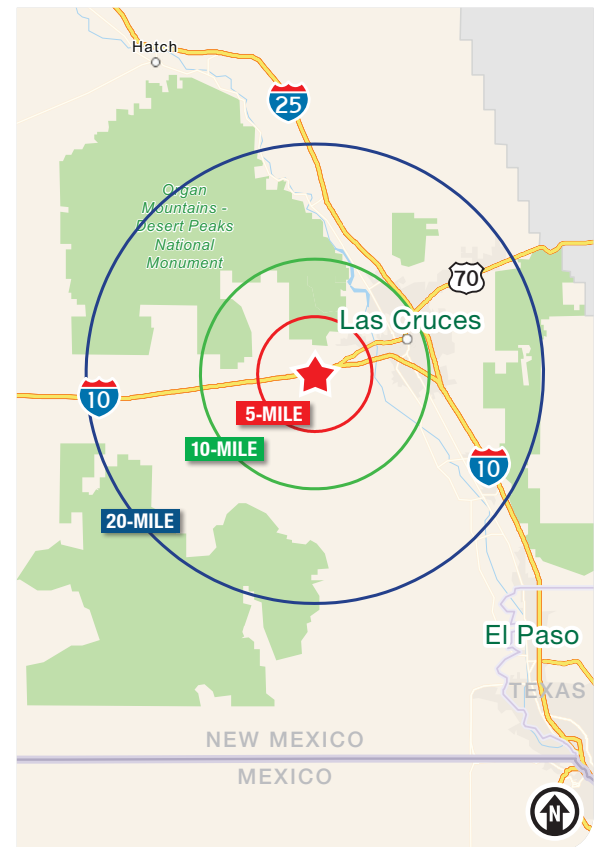 Hatch
25
Organ
Mountains -
Desert Peaks
National
Monument
70
Las Cruces
10
5-MILE
10-MILE
10
20-MILE
El Paso
TEXAS
NEW MEXICO
MEXICO
N